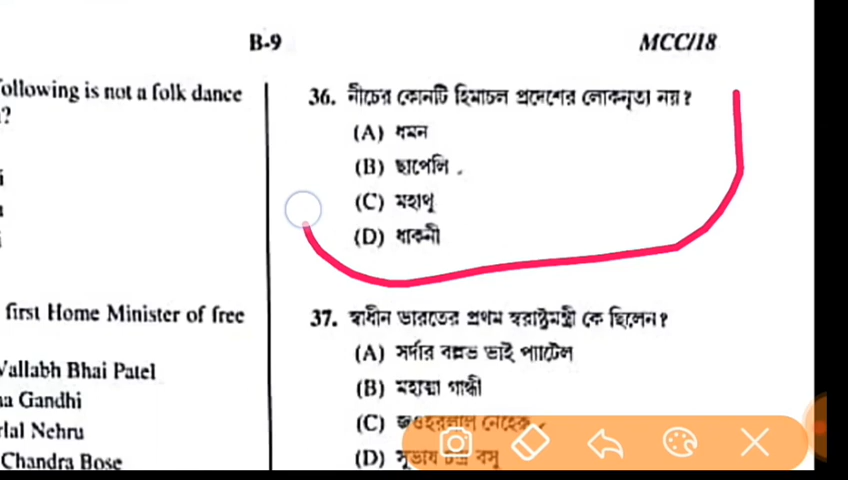 B-9
MCC/18
ollowing is not a folk dance
?
first Home Minister of free
Vallabh Bhai Patel
a Gandhi
rlal Nehru
Chandra Bose
36. নীচের কোনটি হিমাচল প্রদেশের লোকনৃত্য নয়?
(A) ধমন
(B) ছাপেলি
(C) মহাথু
(D) থাকনী
37. স্বাধীন ভারতের প্রথম স্বরাষ্ট্রমন্ত্রী কে ছিলেন?
(A) সর্দার বল্লভ ভাই প্যাটেল
(B) মহাত্মা গান্ধী
(C) জওহরলাল নেহেরু
(D) সুভাষ চন্দ্র বসু